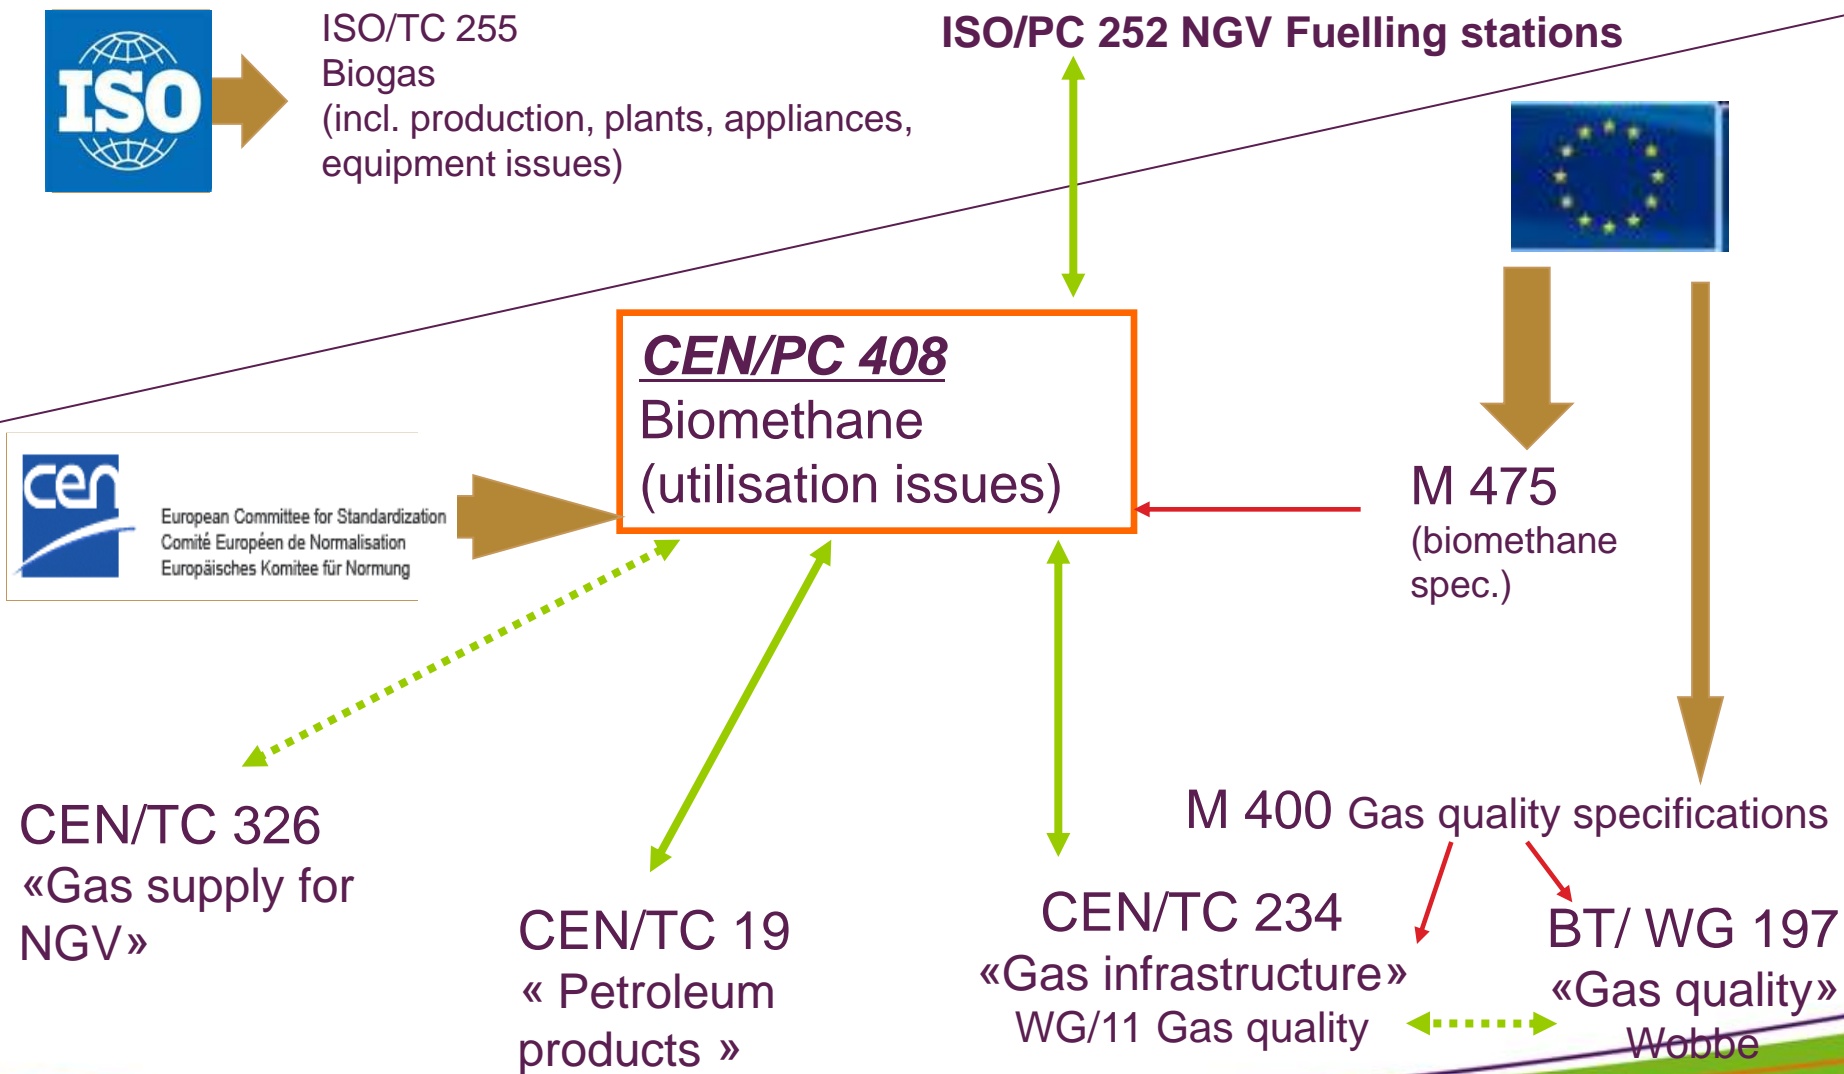 ISO
ISO/TC 255
Biogas
(incl. production, plants, appliances,
equipment issues)
ISO/PC 252 NGV Fuelling stations
CEN/PC 408
Biomethane
(utilisation issues)
cen
European Committee for Standardization
Comité Européen de Normalisation
Europäisches Komitee für Normung
M 475
(biomethane
spec.)
M 400 Gas quality specifications
CEN/TC 326
«Gas supply for
NGV»
CEN/TC 19
« Petroleum
products »
CEN/TC 234
«Gas infrastructure»
WG/11 Gas quality
BT/ WG 197
«Gas quality»
Wobbe